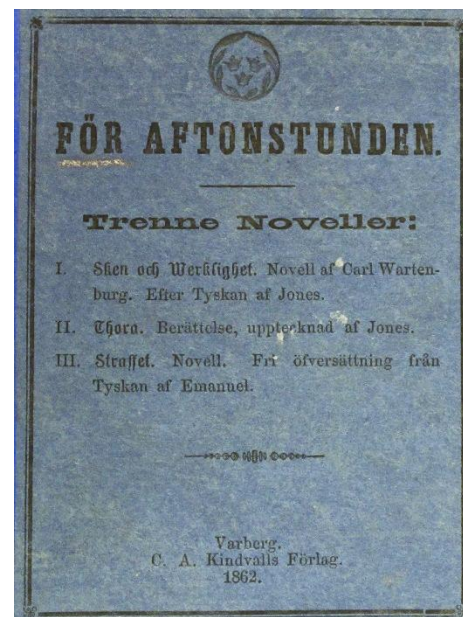 FÖR AFTONSTUNDEN.
Trenne Noveller:
I. Sken och Werklighet. Novell af Carl Warten-
burg. Efter Tyskan af Jones.
II. Thora. Berättelse, upptecknad af Jones.
III. Straffet. Novell. Fri öfversättning från
Tyskan af Emanuel.
Varberg.
C. A. Kindvalls Förlag.
1862.